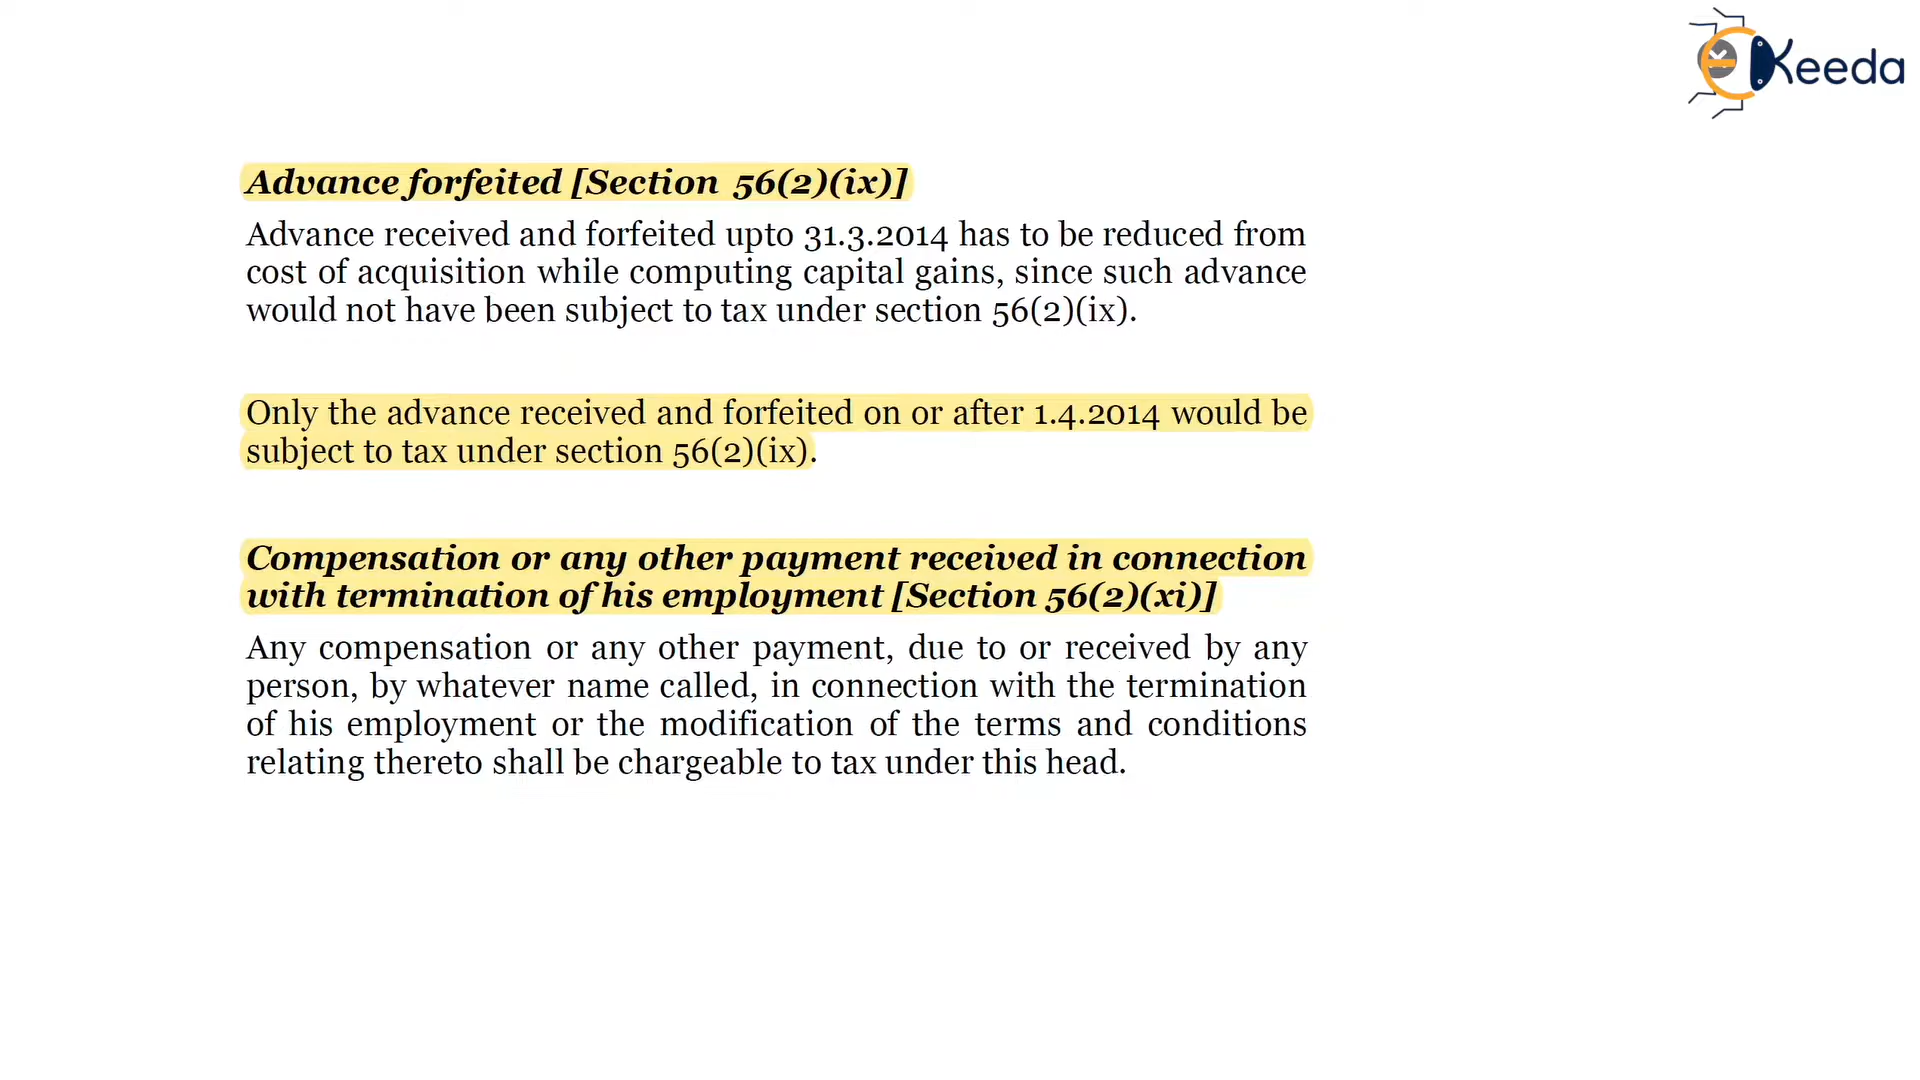 Keeda
Advance forfeited [Section 56(2)(ix)]
Advance received and forfeited upto 31.3.2014 has to be reduced from
cost of acquisition while computing capital gains, since such advance
would not have been subject to tax under section 56(2)(ix).
Only the advance received and forfeited on or after 1.4.2014 would be
subject to tax under section 56(2)(ix).
Compensation or any other payment received in connection
with termination of his employment [Section 56(2)(xi)]
Any compensation or any other payment, due to or received by any
person, by whatever name called, in connection with the termination
of his employment or the modification of the terms and conditions
relating thereto shall be chargeable to tax under this head.